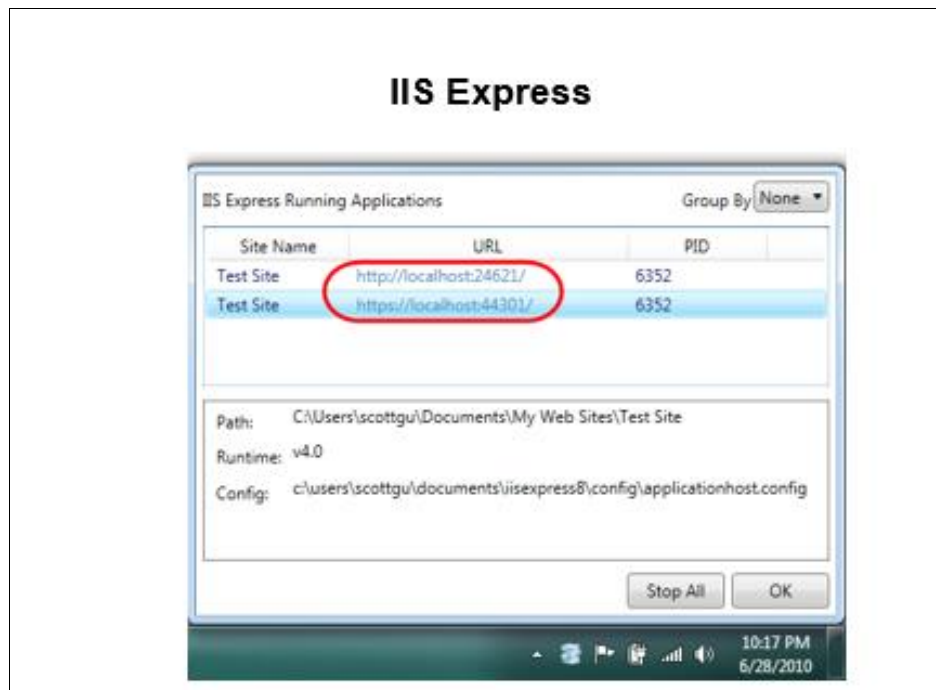 IIS Express
IIS Express Running Applications Group By None
Site Name URL PID
Test Site http://localhost:24621/ 6352
Test Site https://localhost:44301/ 6352
Path: C:\Users\scottgu\Documents\My Web Sites\Test Site
Runtime: v4.0
Config: c:\users\scottgu\documents\iisexpress8\config\applicationhost.config
Stop All OK
10:17 PM
6/28/2010